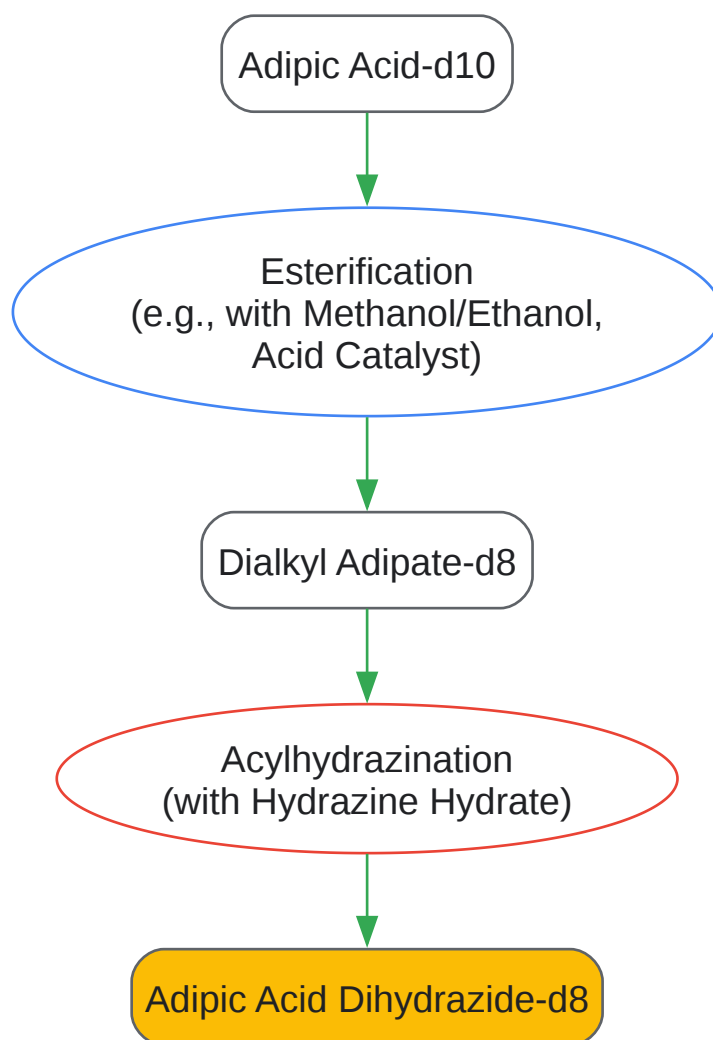 Adipic Acid-d10
Esterification
(e.g., with Methanol/Ethanol,
Acid Catalyst)
Dialkyl Adipate-d8
Acylhydrazination
(with Hydrazine Hydrate)
Adipic Acid Dihydrazide-d8